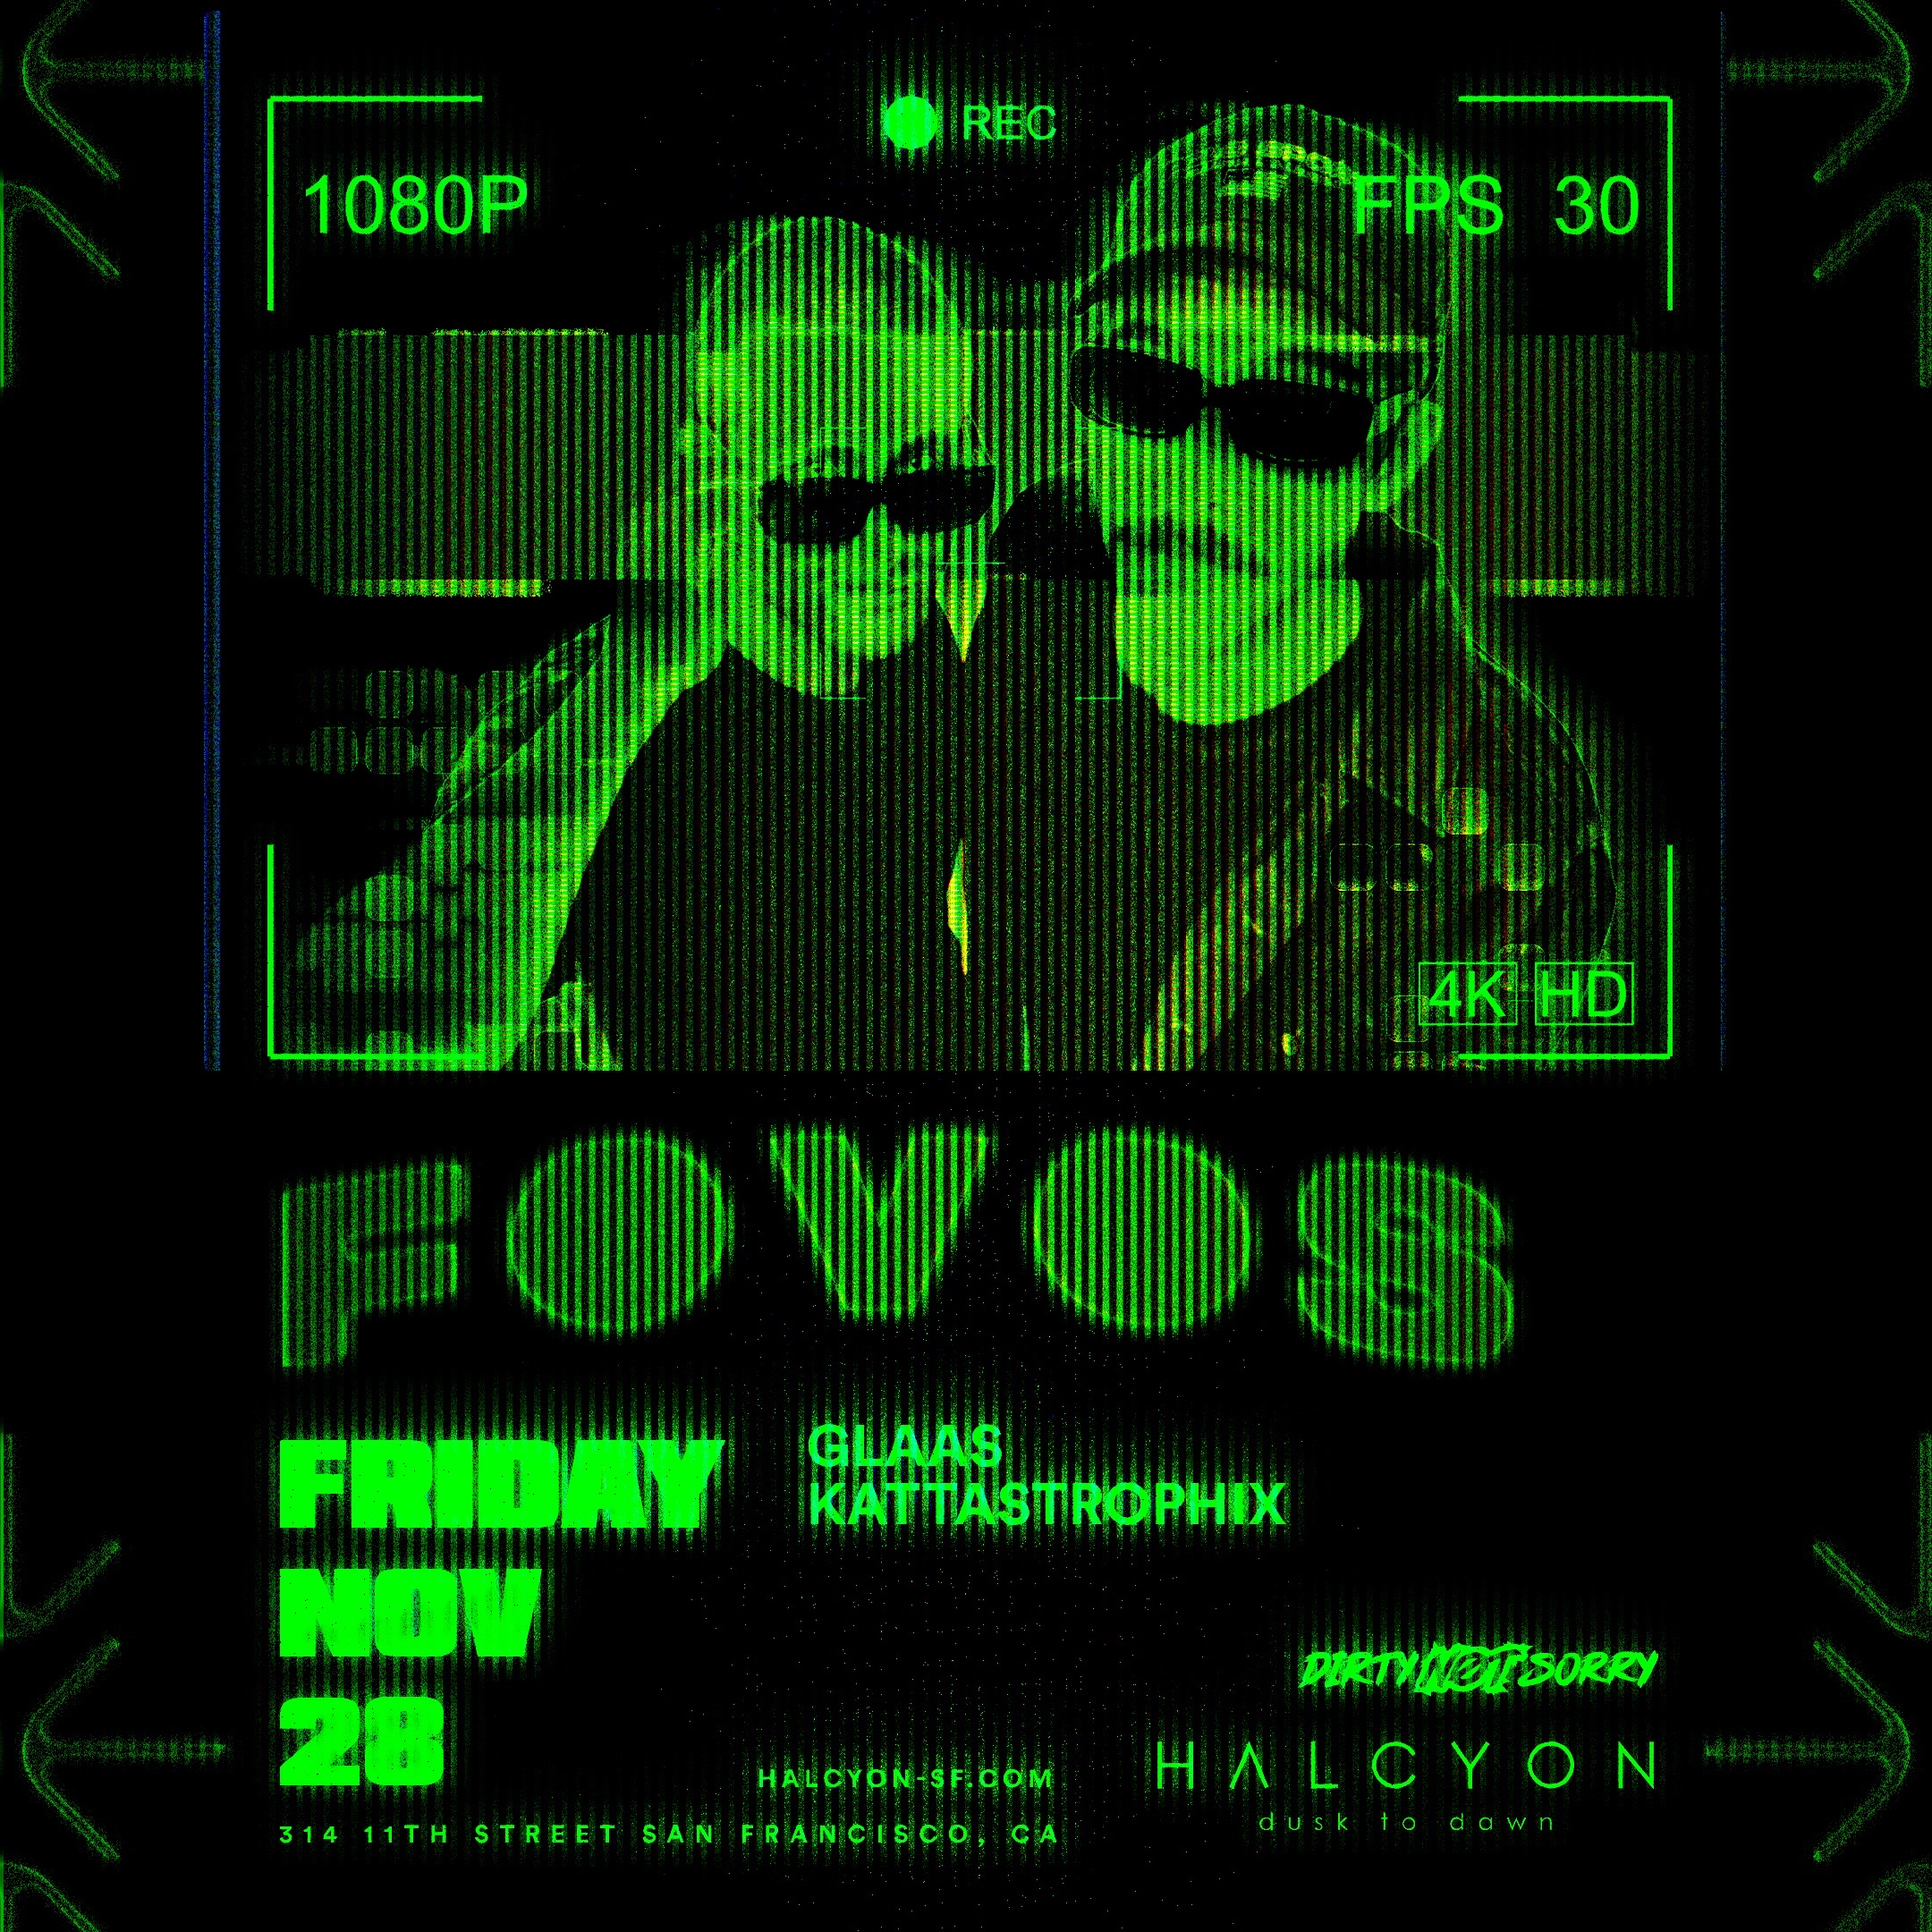 REC
1080P
FPS 30
4K HD
FOVOS
FRIDAY
NOV
28
GLAAS
KATTASTROPHIX
DIRTY NOT SORRY
HALCYON
dusk to dawn
HALCYON-SF.COM
314 11TH STREET SAN FRANCISCO, CA